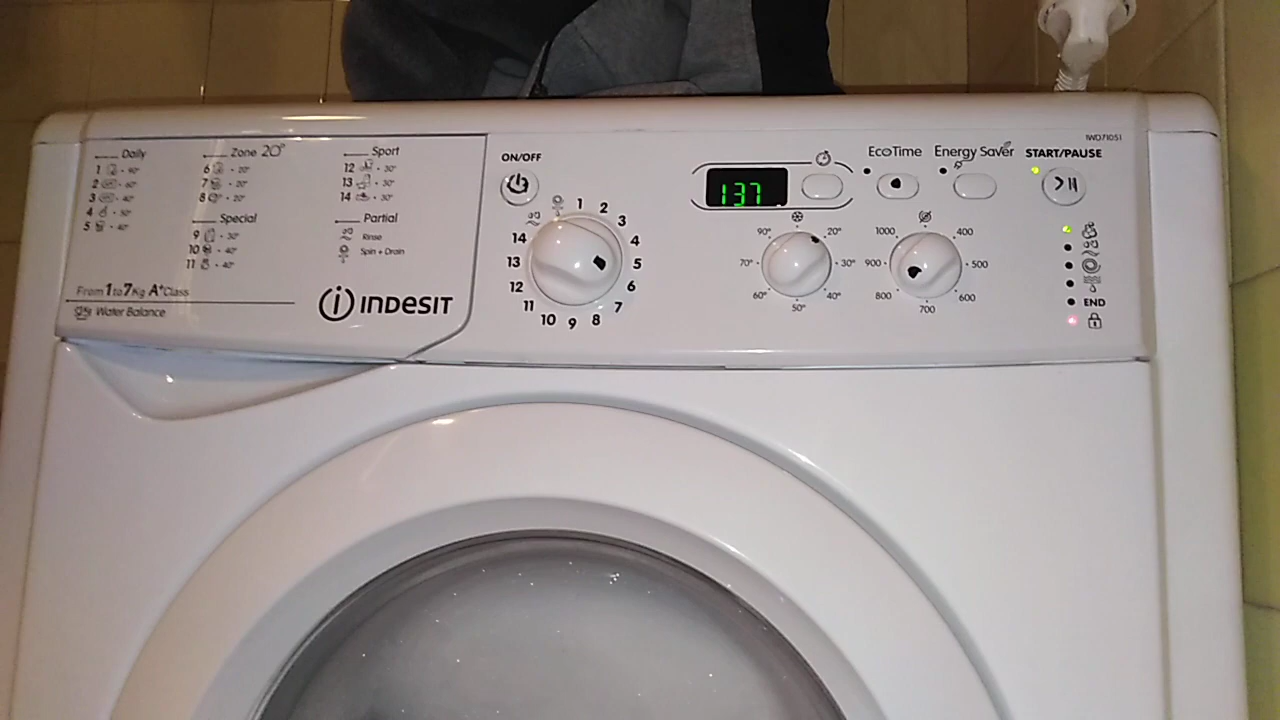 IWD71051
Daily
1 - 90°
2 - 60°
3 - 40°
4 - 30°
5 - 40°
Zone 20°
6 - 20°
7 - 20°
8 - 20°
Special
9 - 30°
10 - 40°
11 - 40°
Sport
12 - 30°
13 - 30°
14 - 30°
Partial
Rinse
Spin + Drain
From 1 to 7Kg A+Class
Water Balance
INDESIT
ON/OFF
1
2
3
4
5
6
7
8
9
10
11
12
13
14
1:37
EcoTime
Energy Saver
START/PAUSE
20°
30°
40°
50°
60°
70°
90°
400
500
600
700
800
900
1000
END